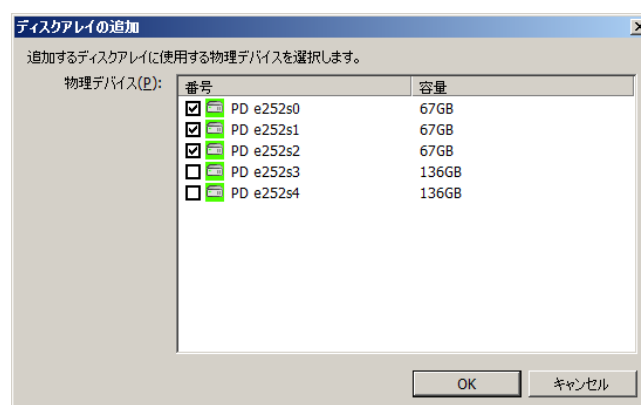 ディスクアレイの追加
追加するディスクアレイに使用する物理デバイスを選択します。
物理デバイス(P): 番号 容量
PD e252s0 67GB
PD e252s1 67GB
PD e252s2 67GB
PD e252s3 136GB
PD e252s4 136GB
OK キャンセル